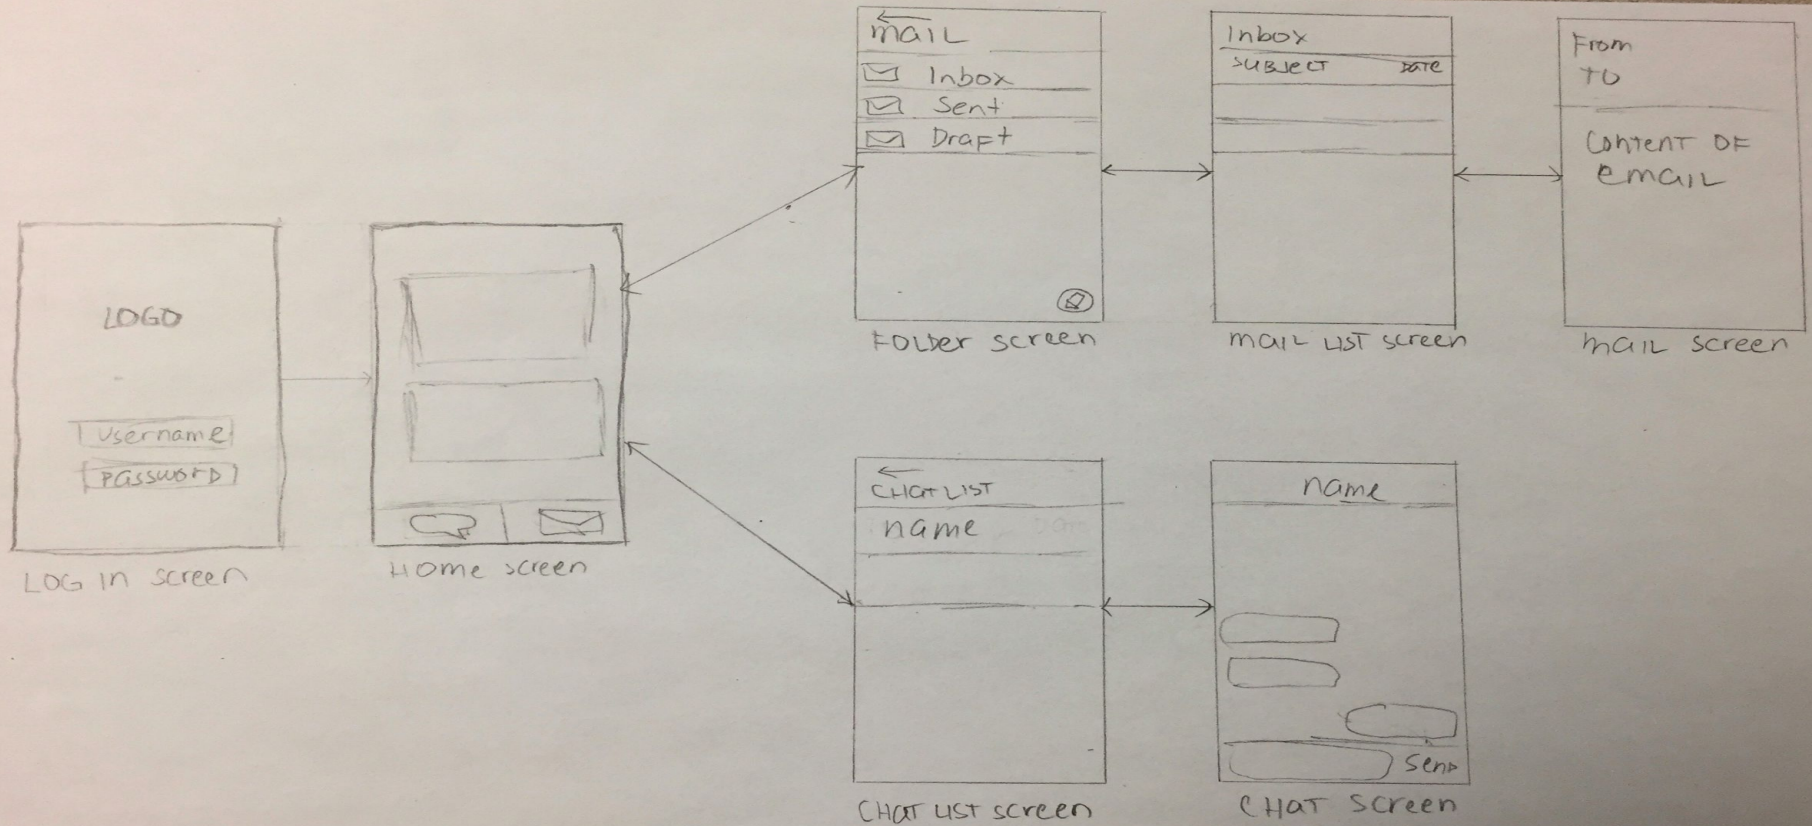 LOGO
Username
PASSWORD
LOG IN SCREEN
HOME SCREEN
MAIL
Inbox
Sent
Draft
FOLDER SCREEN
Inbox
SUBJECT DATE
MAIL LIST SCREEN
From
TO
CONTENT OF
EMAIL
MAIL SCREEN
CHAT LIST
name
CHAT LIST SCREEN
name
SEND
CHAT SCREEN